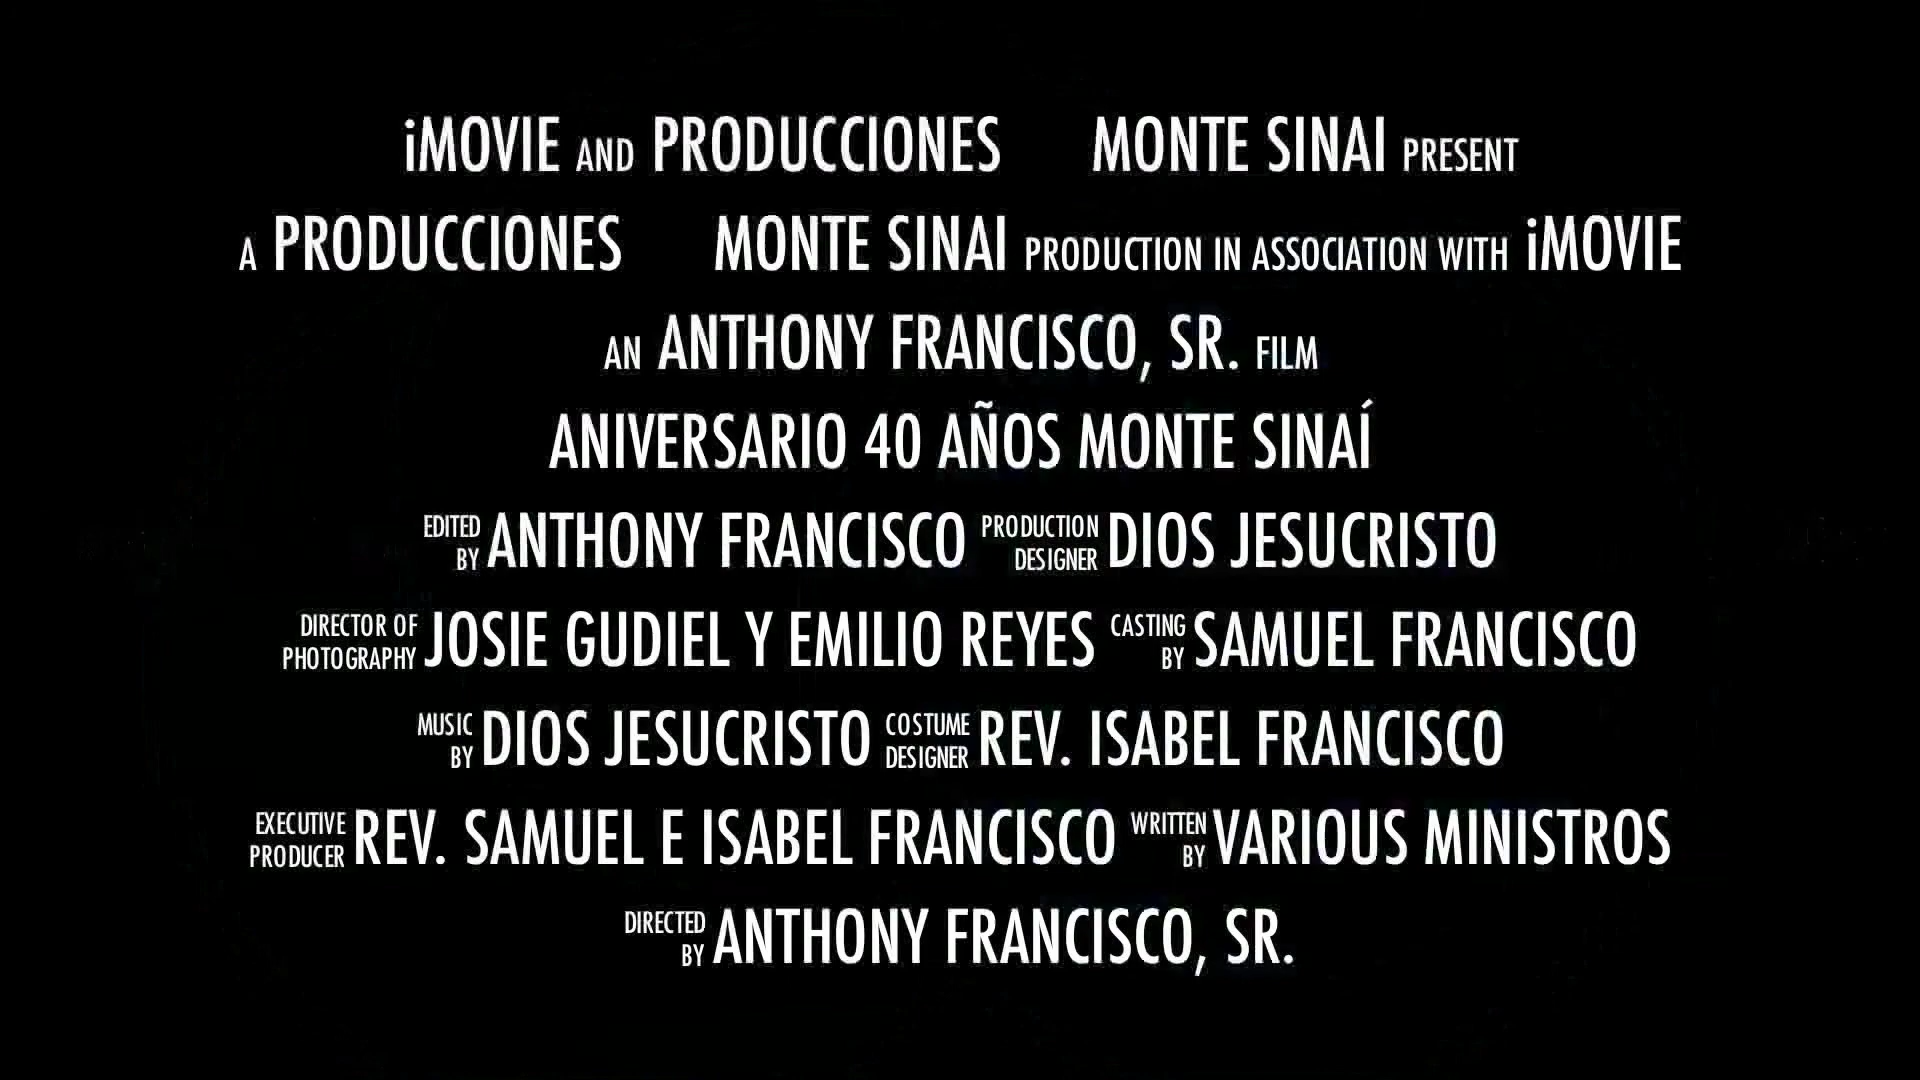 iMOVIE AND PRODUCCIONES MONTE SINAI PRESENT
A PRODUCCIONES MONTE SINAI PRODUCTION IN ASSOCIATION WITH iMOVIE
AN ANTHONY FRANCISCO, SR. FILM
ANIVERSARIO 40 AÑOS MONTE SINAÍ
EDITED BY ANTHONY FRANCISCO PRODUCTION DESIGNER DIOS JESUCRISTO
DIRECTOR OF PHOTOGRAPHY JOSIE GUDIEL Y EMILIO REYES CASTING BY SAMUEL FRANCISCO
MUSIC BY DIOS JESUCRISTO COSTUME DESIGNER REV. ISABEL FRANCISCO
EXECUTIVE PRODUCER REV. SAMUEL E ISABEL FRANCISCO WRITTEN BY VARIOUS MINISTROS
DIRECTED BY ANTHONY FRANCISCO, SR.